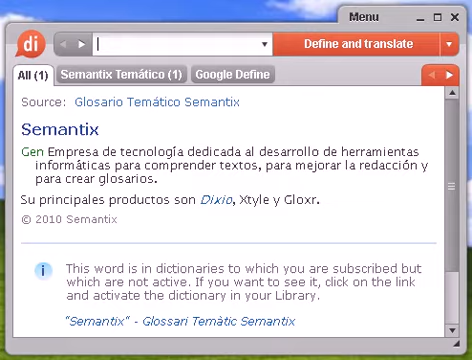 Menu
di
Define and translate
All (1)
Semantix Temático (1)
Google Define
Source: Glosario Temático Semantix
Semantix
Gen Empresa de tecnología dedicada al desarrollo de herramientas
informáticas para comprender textos, para mejorar la redacción y
para crear glosarios.
Su principales productos son Dixio, Xtyle y Gloxr.
© 2010 Semantix
i
This word is in dictionaries to which you are subscribed but
which are not active. If you want to see it, click on the link
and activate the dictionary in your Library.
"Semantix" - Glossari Temàtic Semantix